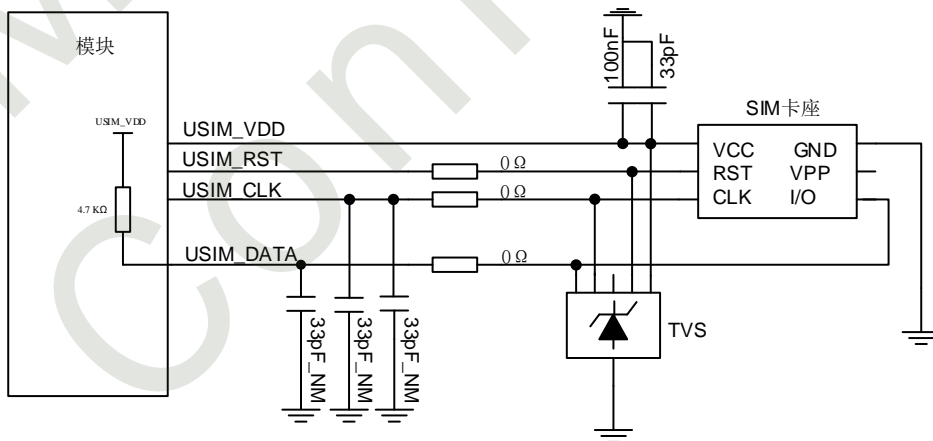 模块
USIM_VDD
4.7 KΩ
USIM_VDD
USIM_RST
USIM_CLK
USIM_DATA
0 Ω
0 Ω
0 Ω
100nF
33pF
SIM卡座
VCC GND
RST VPP
CLK I/O
33pF_NM
33pF_NM
33pF_NM
TVS